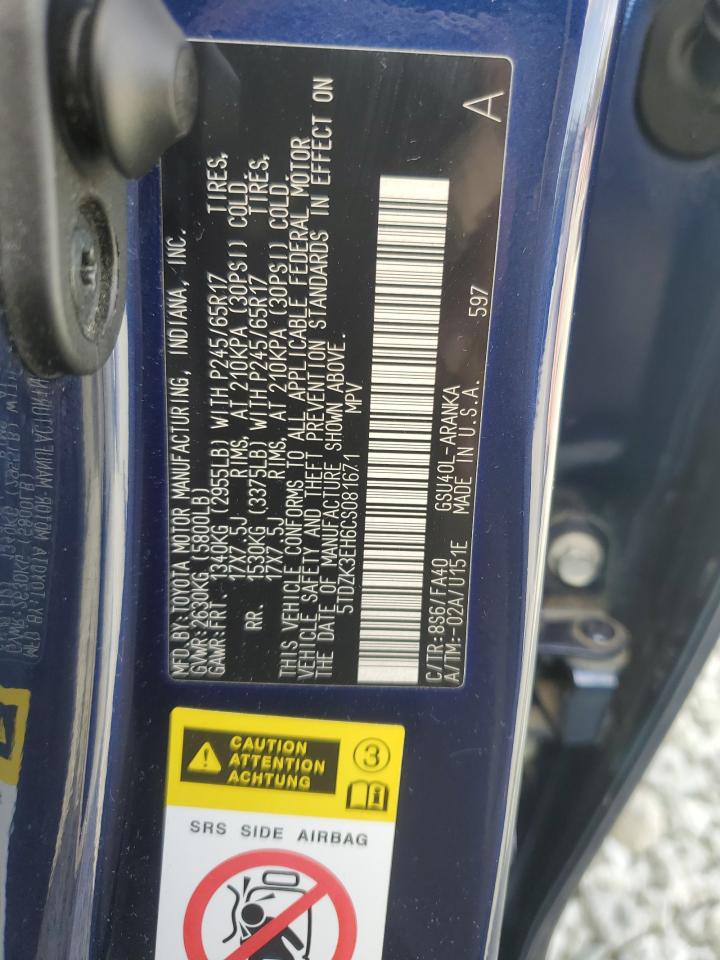 MFD. BY: TOYOTA MOTOR MANUFACTURING, INDIANA, INC.
GVWR: 2630KG (5800LB)
GAWR: FRT. 1340KG (2955LB) WITH P245/65R17 TIRES,
17X7.5J RIMS, AT 210KPA (30PSI) COLD.
RR. 1530KG (3375LB) WITH P245/65R17 TIRES,
17X7.5J RIMS, AT 210KPA (30PSI) COLD.
THIS VEHICLE CONFORMS TO ALL APPLICABLE FEDERAL MOTOR
VEHICLE SAFETY AND THEFT PREVENTION STANDARDS IN EFFECT ON
THE DATE OF MANUFACTURE SHOWN ABOVE.
5TDZK3EH6CS081671 MPV
C/TR: 8S6/FA40 GSU40L-ARANKA 597 A
A/TM: -02A/U151E MADE IN U.S.A.
CAUTION
ATTENTION
ACHTUNG
3
SRS SIDE AIRBAG